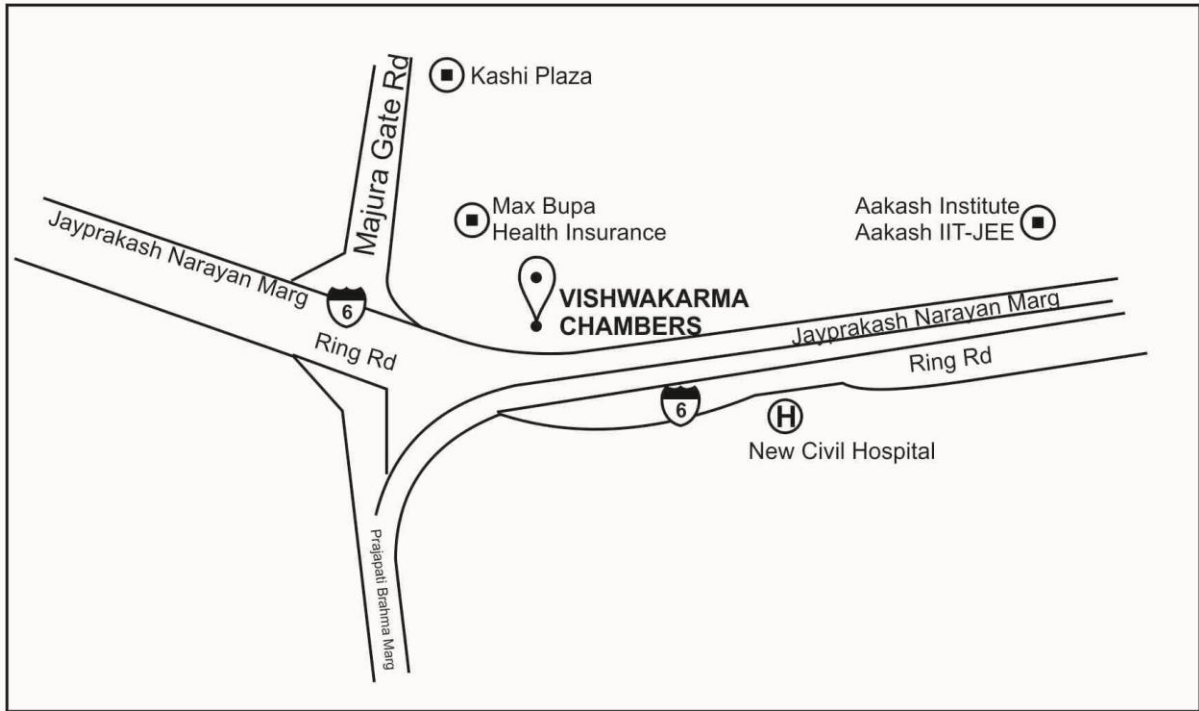 Majura Gate Rd
Kashi Plaza
Jayprakash Narayan Marg
6
Ring Rd
Max Bupa
Health Insurance
Aakash Institute
Aakash IIT-JEE
VISHWAKARMA
CHAMBERS
Jayprakash Narayan Marg
Ring Rd
6
H
New Civil Hospital
Prajapati Brahma Marg